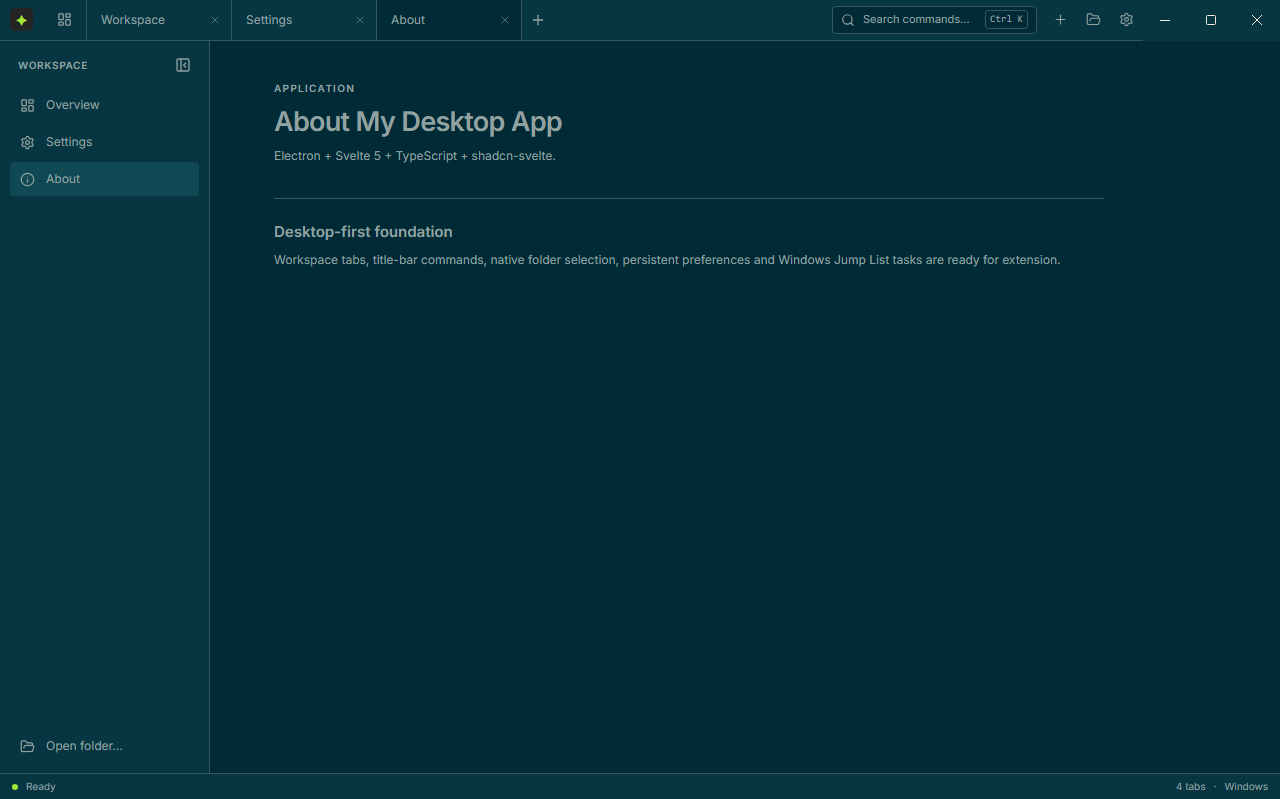 Workspace
Settings
About
Search commands...
Ctrl K
WORKSPACE
Overview
Settings
About
Open folder...
APPLICATION
About My Desktop App
Electron + Svelte 5 + TypeScript + shadcn-svelte.
Desktop-first foundation
Workspace tabs, title-bar commands, native folder selection, persistent preferences and Windows Jump List tasks are ready for extension.
Ready
4 tabs · Windows